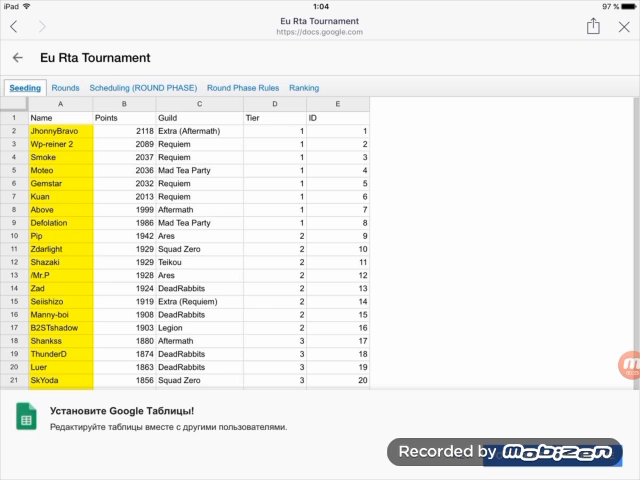 iPad 1:04 97 %
Eu Rta Tournament
https://docs.google.com
Eu Rta Tournament
Seeding Rounds Scheduling (ROUND PHASE) Round Phase Rules Ranking
A B C D E
1 Name Points Guild Tier ID
2 JhonnyBravo 2118 Extra (Aftermath) 1 1
3 Wp-reiner 2 2089 Requiem 1 2
4 Smoke 2037 Requiem 1 3
5 Moteo 2036 Mad Tea Party 1 4
6 Gemstar 2032 Requiem 1 5
7 Kuan 2013 Requiem 1 6
8 Above 1999 Aftermath 1 7
9 Defolation 1986 Mad Tea Party 1 8
10 Pip 1942 Ares 2 9
11 Zdarlight 1929 Squad Zero 2 10
12 Shazaki 1929 Teikou 2 11
13 /Mr.P 1928 Ares 2 12
14 Zad 1924 DeadRabbits 2 13
15 Seiishizo 1919 Extra (Requiem) 2 14
16 Manny-boi 1908 DeadRabbits 2 15
17 B2STshadow 1903 Legion 2 16
18 Shankss 1880 Aftermath 3 17
19 ThunderD 1874 DeadRabbits 3 18
20 Luer 1863 DeadRabbits 3 19
21 SkYoda 1856 Squad Zero 3 20
Установите Google Таблицы!
Редактируйте таблицы вместе с другими пользователями.
Recorded by mobizen